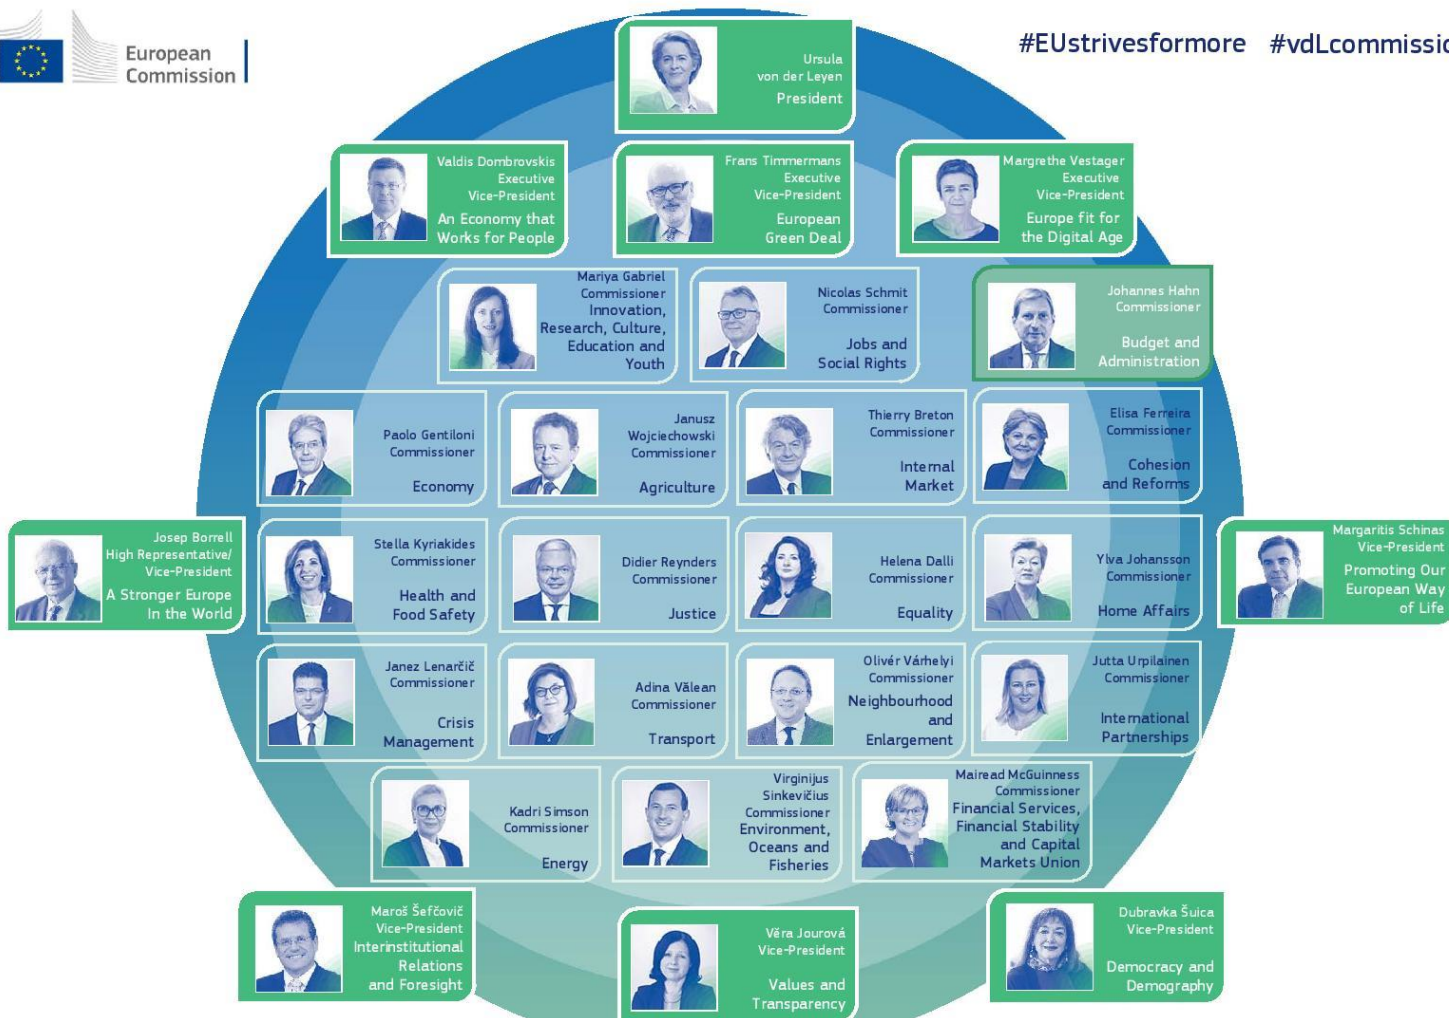 European
Commission
#EUstrivesformore #vdLcommissio
Ursula
von der Leyen
President
Valdis Dombrovskis
Executive
Vice-President
An Economy that
Works for People
Frans Timmermans
Executive
Vice-President
European
Green Deal
Margrethe Vestager
Executive
Vice-President
Europe fit for
the Digital Age
Mariya Gabriel
Commissioner
Innovation,
Research, Culture,
Education and
Youth
Nicolas Schmit
Commissioner
Jobs and
Social Rights
Johannes Hahn
Commissioner
Budget and
Administration
Paolo Gentiloni
Commissioner
Economy
Janusz
Wojciechowski
Commissioner
Agriculture
Thierry Breton
Commissioner
Internal
Market
Elisa Ferreira
Commissioner
Cohesion
and Reforms
Josep Borrell
High Representative/
Vice-President
A Stronger Europe
In the World
Stella Kyriakides
Commissioner
Health and
Food Safety
Didier Reynders
Commissioner
Justice
Helena Dalli
Commissioner
Equality
Ylva Johansson
Commissioner
Home Affairs
Margaritis Schinas
Vice-President
Promoting Our
European Way
of Life
Janez Lenarčič
Commissioner
Crisis
Management
Adina Vălean
Commissioner
Transport
Olivér Várhelyi
Commissioner
Neighbourhood
and
Enlargement
Jutta Urpilainen
Commissioner
International
Partnerships
Kadri Simson
Commissioner
Energy
Virginijus
Sinkevičius
Commissioner
Environment,
Oceans and
Fisheries
Mairead McGuinness
Commissioner
Financial Services,
Financial Stability
and Capital
Markets Union
Maroš Šefčovič
Vice-President
Interinstitutional
Relations
and Foresight
Věra Jourová
Vice-President
Values and
Transparency
Dubravka Šuica
Vice-President
Democracy and
Demography